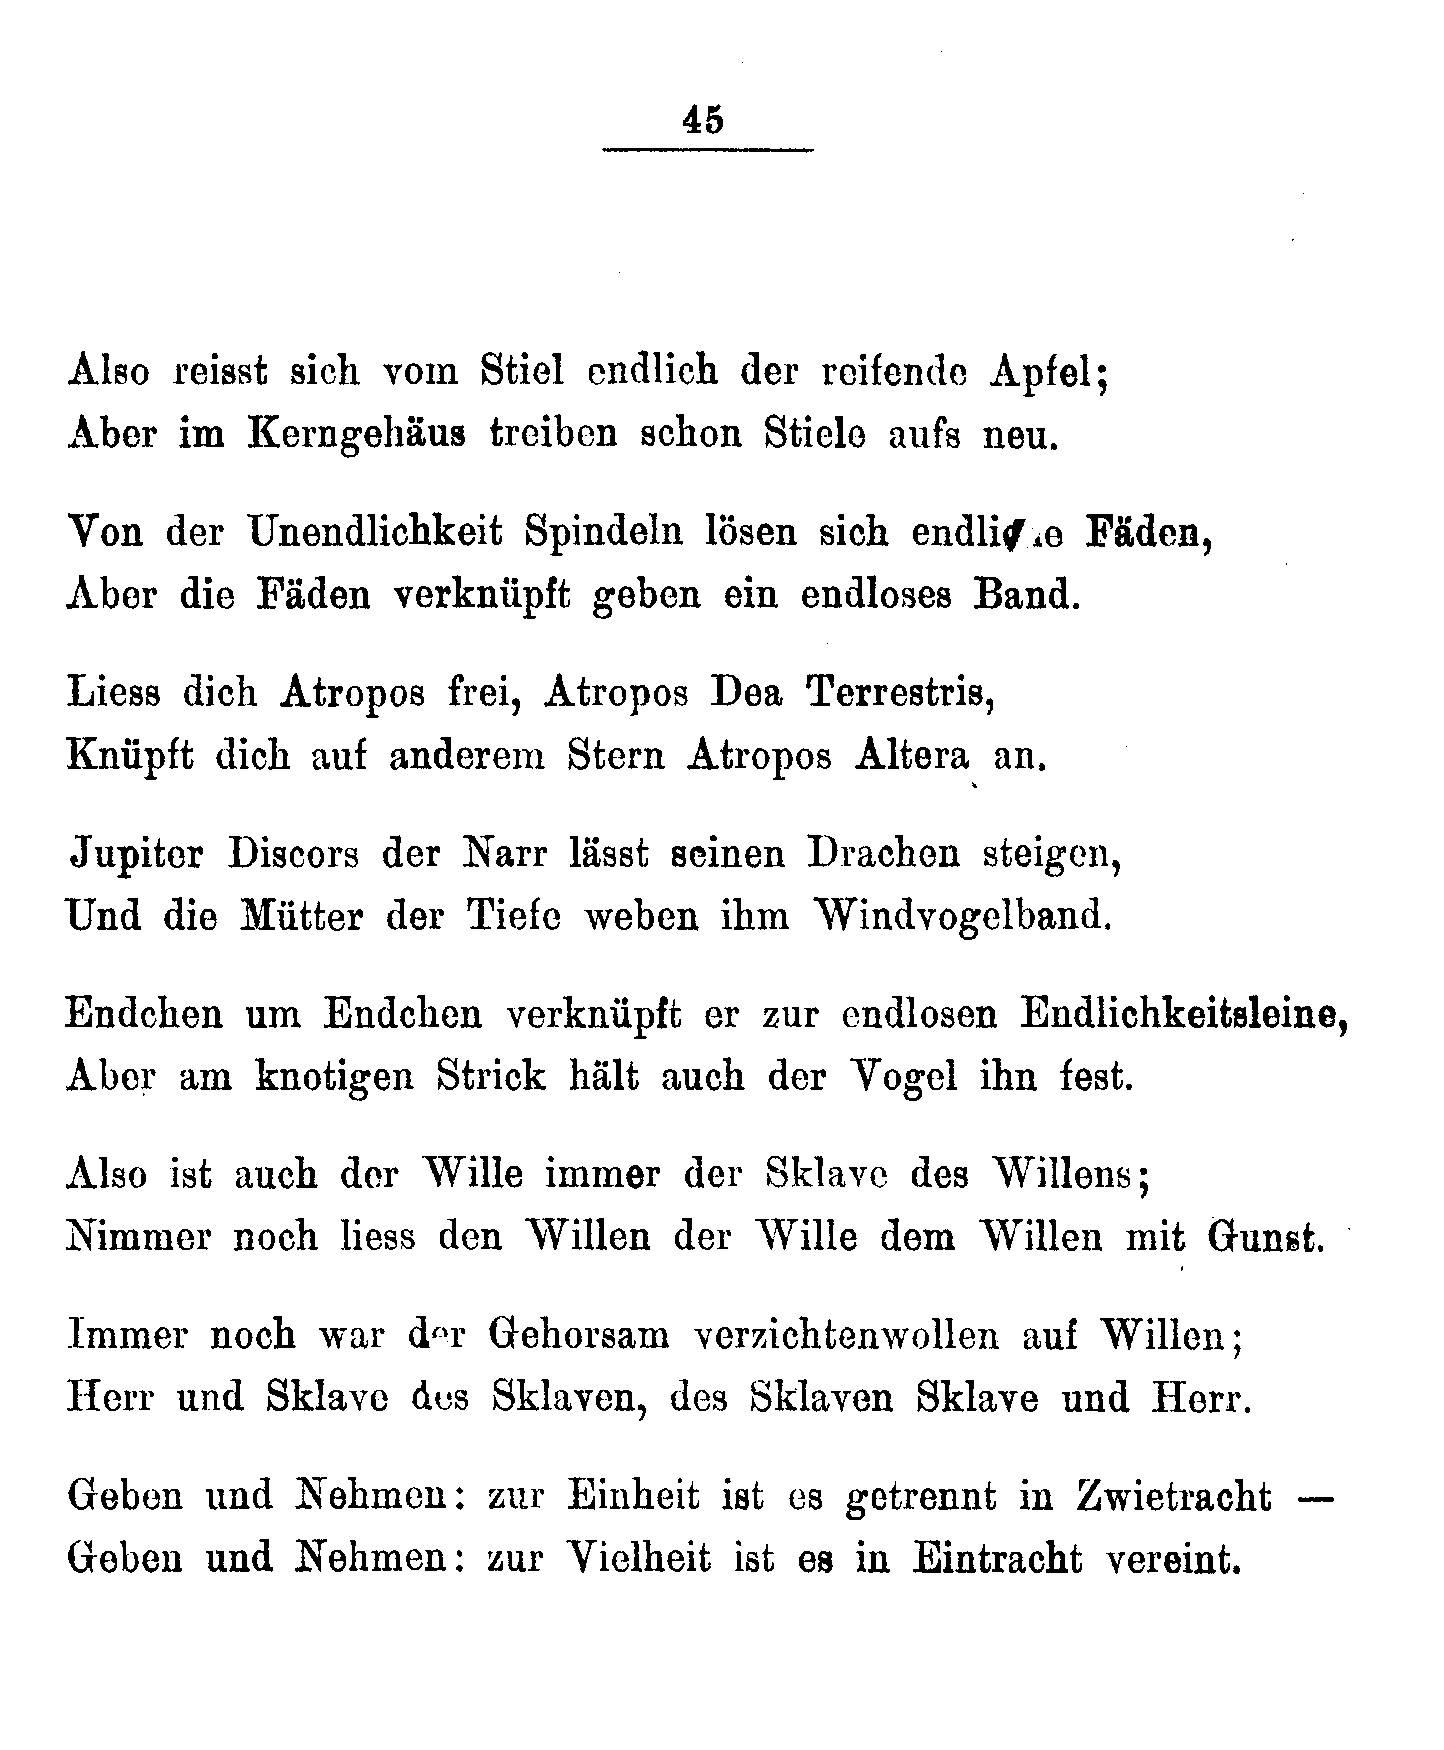 45
Also reisst sich vom Stiel endlich der reifende Apfel;
Aber im Kerngehäus treiben schon Stiele aufs neu.
Von der Unendlichkeit Spindeln lösen sich endliche Fäden,
Aber die Fäden verknüpft geben ein endloses Band.
Liess dich Atropos frei, Atropos Dea Terrestris,
Knüpft dich auf anderem Stern Atropos Altera an.
Jupiter Discors der Narr lässt seinen Drachen steigen,
Und die Mütter der Tiefe weben ihm Windvogelband.
Endchen um Endchen verknüpft er zur endlosen Endlichkeitsleine,
Aber am knotigen Strick hält auch der Vogel ihn fest.
Also ist auch der Wille immer der Sklave des Willens;
Nimmer noch liess den Willen der Wille dem Willen mit Gunst.
Immer noch war der Gehorsam verzichtenwollen auf Willen;
Herr und Sklave des Sklaven, des Sklaven Sklave und Herr.
Geben und Nehmen: zur Einheit ist es getrennt in Zwietracht —
Geben und Nehmen: zur Vielheit ist es in Eintracht vereint.